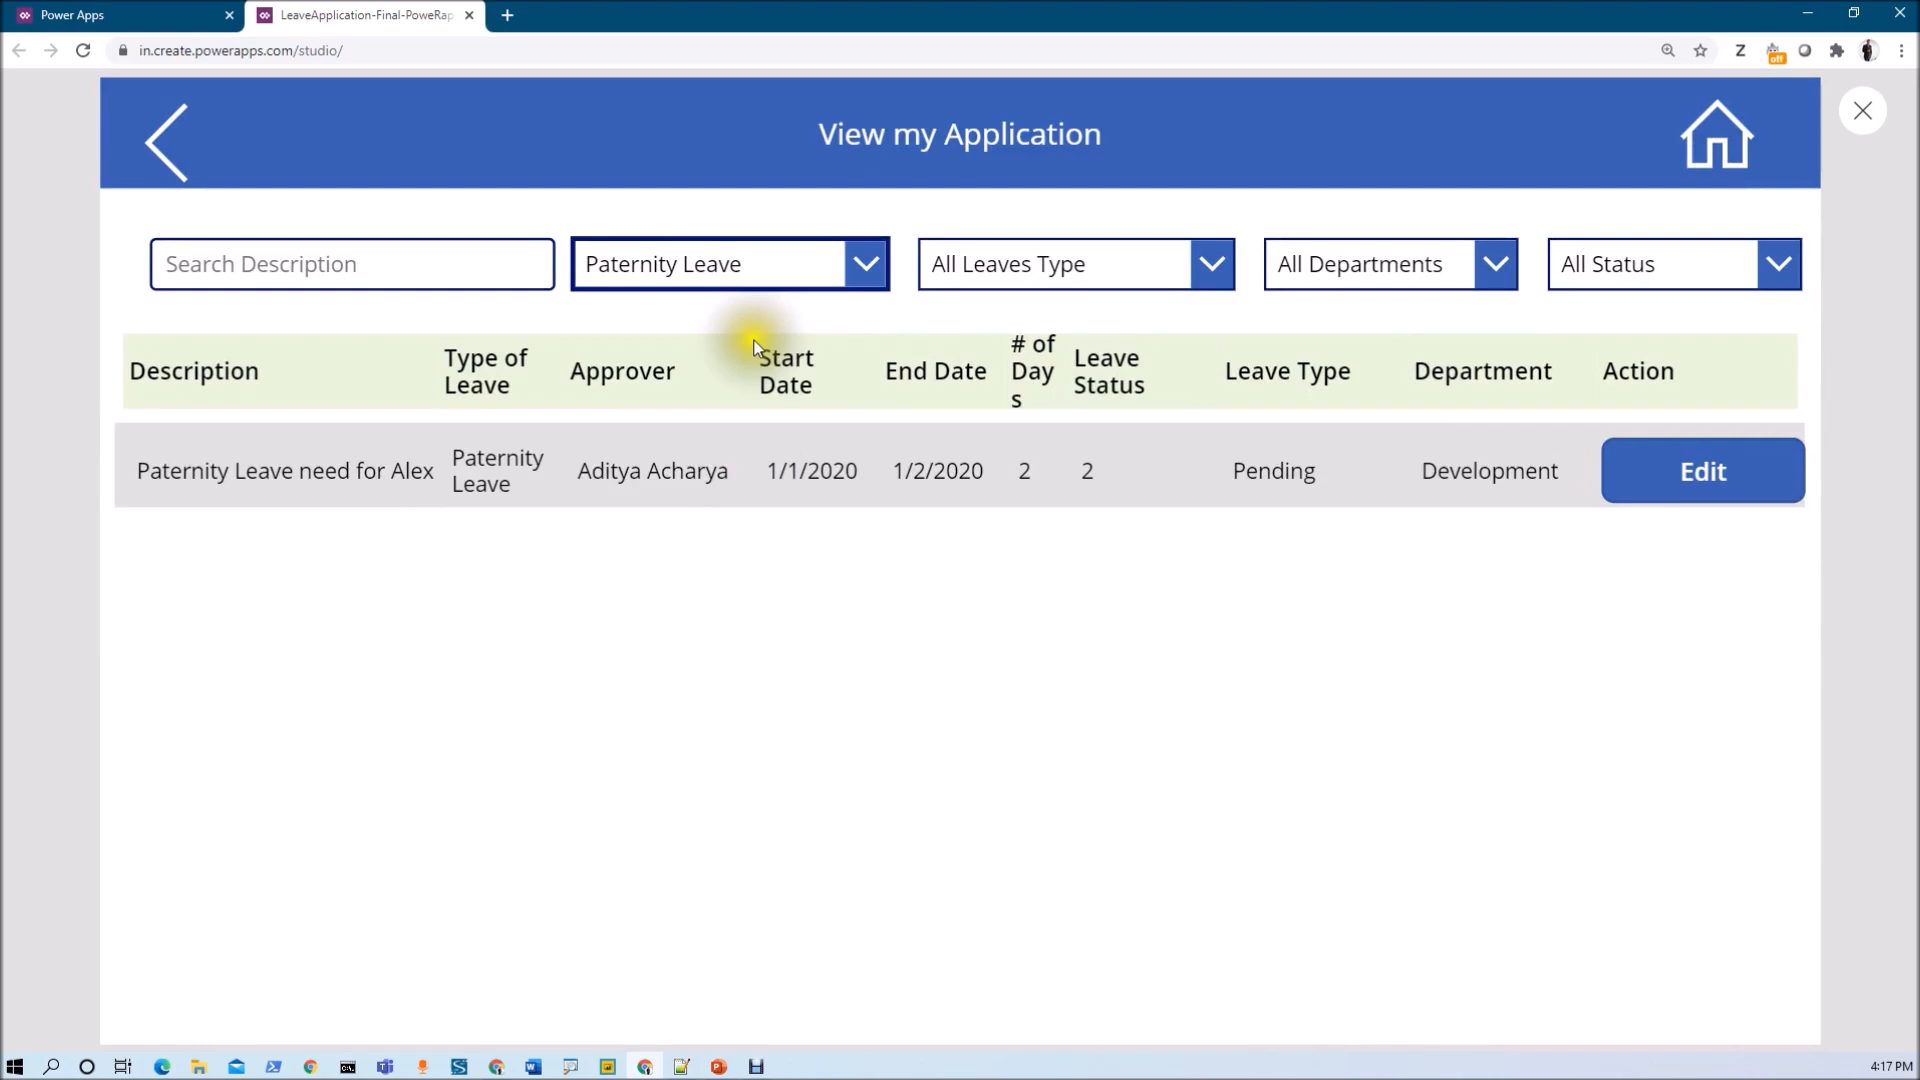 Power Apps
LeaveApplication-Final-PoweRap
in.create.powerapps.com/studio/
Z
off
View my Application
Search Description
Paternity Leave
All Leaves Type
All Departments
All Status
Description
Type of
Leave
Approver
Start
Date
End Date
# of
Day
s
Leave
Status
Leave Type
Department
Action
Paternity Leave need for Alex
Paternity
Leave
Aditya Acharya
1/1/2020
1/2/2020
2
2
Pending
Development
Edit
4:17 PM